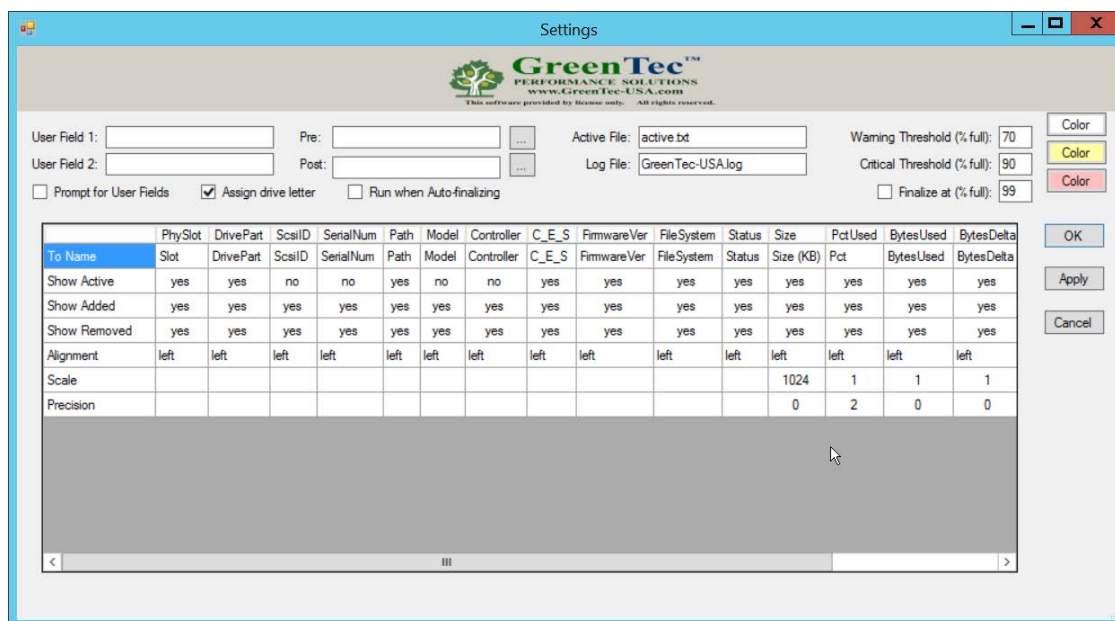 Settings
GreenTec™
PERFORMANCE SOLUTIONS
www.GreenTec-USA.com
This software provided by license only. All rights reserved.
User Field 1: Pre: ... Active File: active.txt Warning Threshold (% full): 70 Color
User Field 2: Post: ... Log File: GreenTec-USA.log Critical Threshold (% full): 90 Color
Prompt for User Fields Assign drive letter Run when Auto-finalizing Finalize at (% full): 99 Color
PhySlot DrivePart ScsiID SerialNum Path Model Controller C_E_S FirmwareVer FileSystem Status Size PctUsed BytesUsed BytesDelta
To Name Slot DrivePart ScsiID SerialNum Path Model Controller C_E_S FirmwareVer FileSystem Status Size (KB) Pct BytesUsed BytesDelta
Show Active yes yes no no yes no no yes yes yes yes yes yes yes yes
Show Added yes yes yes yes yes yes yes yes yes yes yes yes yes yes yes
Show Removed yes yes yes yes yes yes yes yes yes yes yes yes yes yes yes
Alignment left left left left left left left left left left left left left left left
Scale 1024 1 1 1
Precision 0 2 0 0
OK
Apply
Cancel